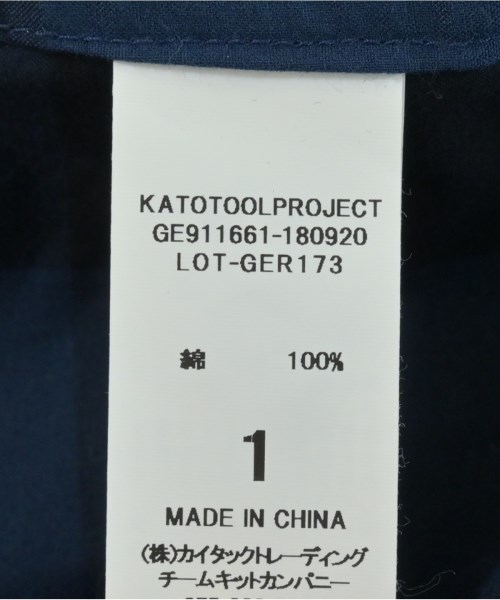 KATOTOOLPROJECT
GE911661-180920
LOT-GER173
綿 100%
1
MADE IN CHINA
(株)カイタックトレーディング
チームキットカンパニー